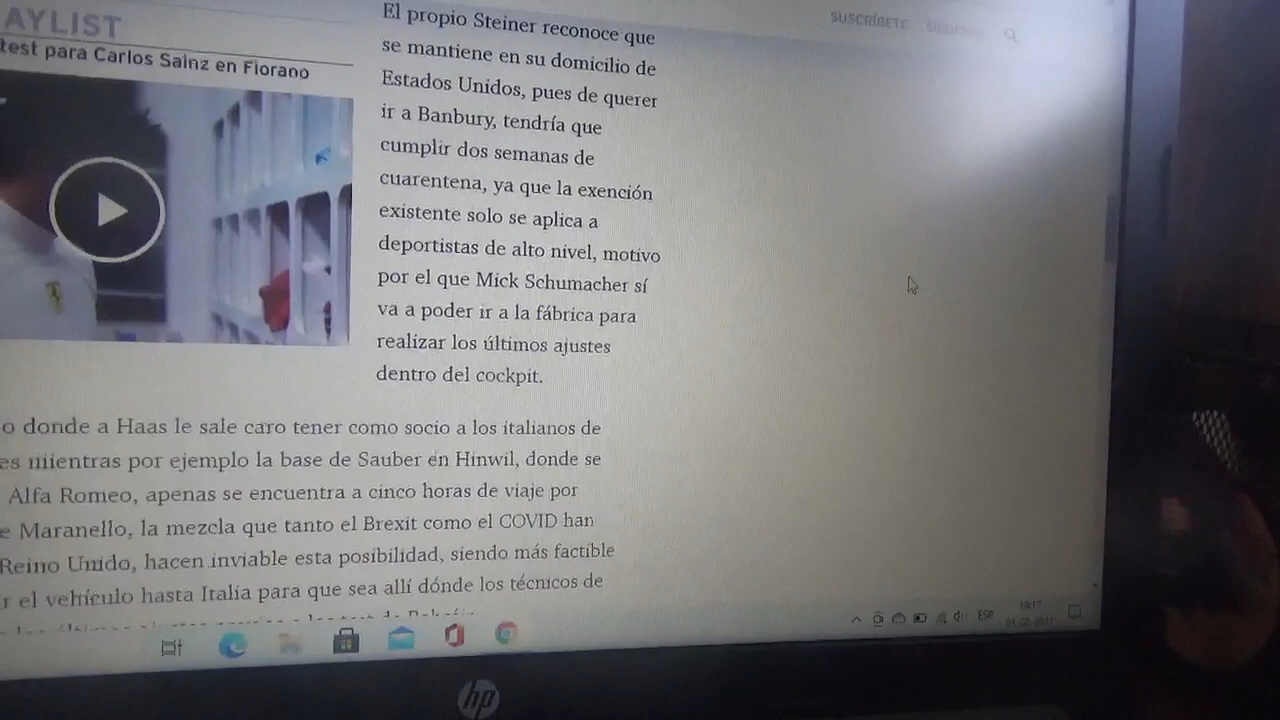 AYLIST
test para Carlos Sainz en Fiorano
SUSCRÍBETE
El propio Steiner reconoce que
se mantiene en su domicilio de
Estados Unidos, pues de querer
ir a Banbury, tendría que
cumplir dos semanas de
cuarentena, ya que la exención
existente solo se aplica a
deportistas de alto nivel, motivo
por el que Mick Schumacher sí
va a poder ir a la fábrica para
realizar los últimos ajustes
dentro del cockpit.
o donde a Haas le sale caro tener como socio a los italianos de
es mientras por ejemplo la base de Sauber en Hinwil, donde se
Alfa Romeo, apenas se encuentra a cinco horas de viaje por
e Maranello, la mezcla que tanto el Brexit como el COVID han
Reino Unido, hacen inviable esta posibilidad, siendo más factible
r el vehículo hasta Italia para que sea allí dónde los técnicos de
ESP
hp